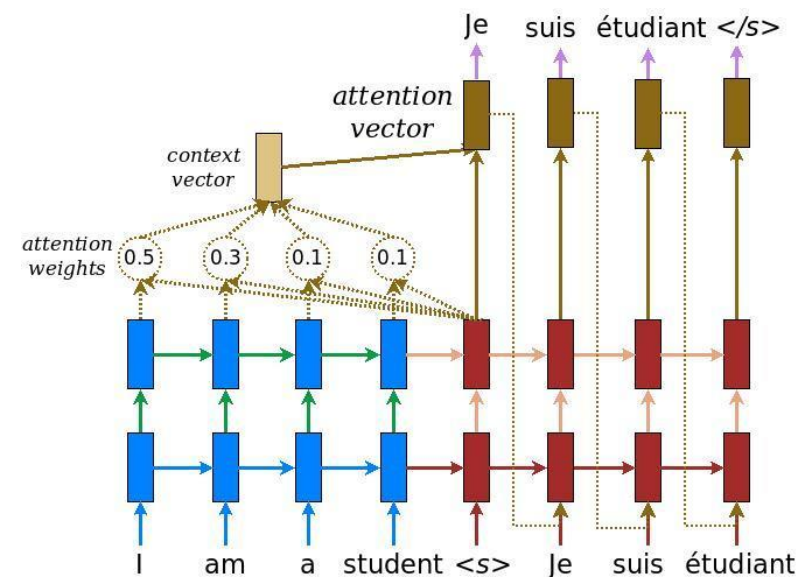 Je suis étudiant </s>
attention
vector
context
vector
attention
weights
0.5 0.3 0.1 0.1
I am a student <s> Je suis étudiant